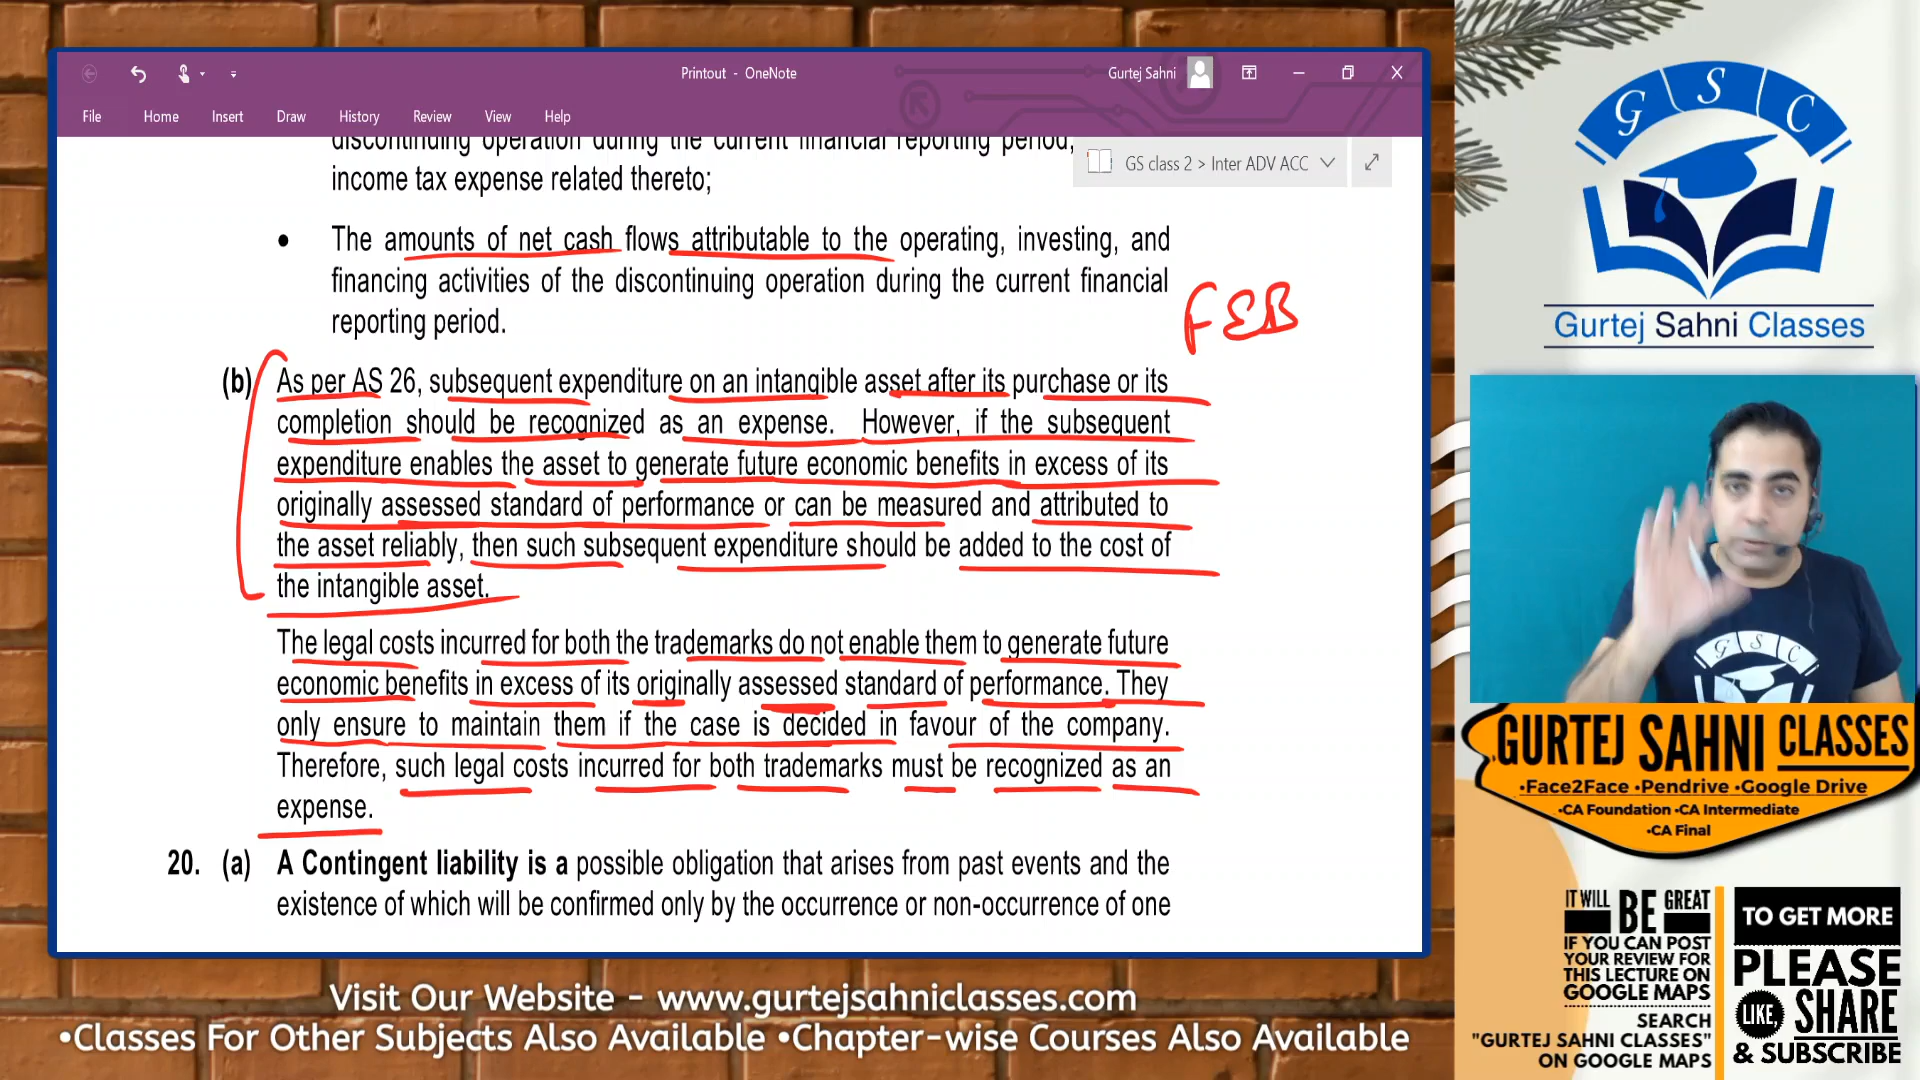 Printout - OneNote
Gurtej Sahni
File Home Insert Draw History Review View Help
discontinuing operation during the current financial reporting period,
GS class 2 > Inter ADV ACC
income tax expense related thereto;
• The amounts of net cash flows attributable to the operating, investing, and
financing activities of the discontinuing operation during the current financial
reporting period.
FEB
(b) As per AS 26, subsequent expenditure on an intangible asset after its purchase or its
completion should be recognized as an expense. However, if the subsequent
expenditure enables the asset to generate future economic benefits in excess of its
originally assessed standard of performance or can be measured and attributed to
the asset reliably, then such subsequent expenditure should be added to the cost of
the intangible asset.
The legal costs incurred for both the trademarks do not enable them to generate future
economic benefits in excess of its originally assessed standard of performance. They
only ensure to maintain them if the case is decided in favour of the company.
Therefore, such legal costs incurred for both trademarks must be recognized as an
expense.
20. (a) A Contingent liability is a possible obligation that arises from past events and the
existence of which will be confirmed only by the occurrence or non-occurrence of one
G S C
Gurtej Sahni Classes
G S C
GURTEJ SAHNI CLASSES
•Face2Face •Pendrive •Google Drive
•CA Foundation •CA Intermediate
•CA Final
IT WILL BE GREAT
IF YOU CAN POST
YOUR REVIEW FOR
THIS LECTURE ON
GOOGLE MAPS
SEARCH
"GURTEJ SAHNI CLASSES"
ON GOOGLE MAPS
TO GET MORE
PLEASE
LIKE, SHARE
& SUBSCRIBE
Visit Our Website - www.gurtejsahniclasses.com
•Classes For Other Subjects Also Available •Chapter-wise Courses Also Available